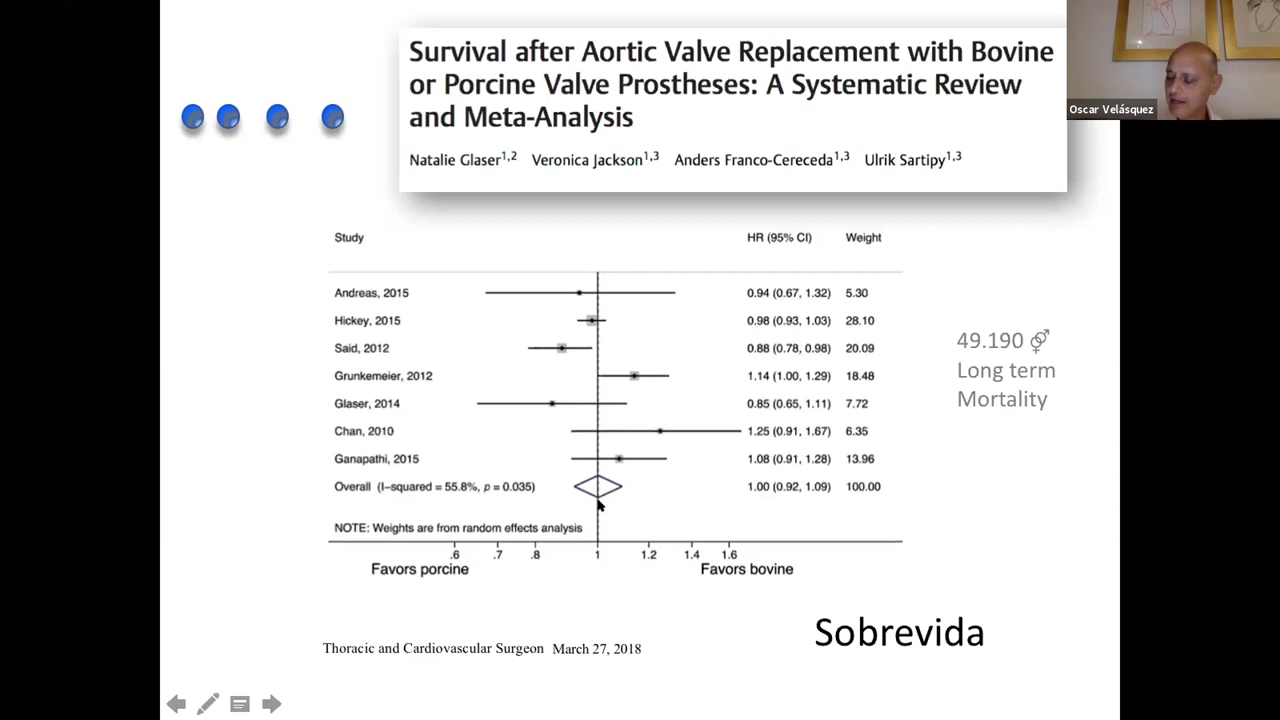 Survival after Aortic Valve Replacement with Bovine
or Porcine Valve Prostheses: A Systematic Review
and Meta-Analysis
Natalie Glaser1,2 Veronica Jackson1,3 Anders Franco-Cereceda1,3 Ulrik Sartipy1,3
Oscar Velásquez
Study HR (95% CI) Weight
Andreas, 2015 0.94 (0.67, 1.32) 5.30
Hickey, 2015 0.98 (0.93, 1.03) 28.10
Said, 2012 0.88 (0.78, 0.98) 20.09
Grunkemeier, 2012 1.14 (1.00, 1.29) 18.48
Glaser, 2014 0.85 (0.65, 1.11) 7.72
Chan, 2010 1.25 (0.91, 1.67) 6.35
Ganapathi, 2015 1.08 (0.91, 1.28) 13.96
Overall (I-squared = 55.8%, p = 0.035) 1.00 (0.92, 1.09) 100.00
NOTE: Weights are from random effects analysis
.6 .7 .8 1 1.2 1.4 1.6
Favors porcine Favors bovine
49.190 ⚤
Long term
Mortality
Sobrevida
Thoracic and Cardiovascular Surgeon March 27, 2018